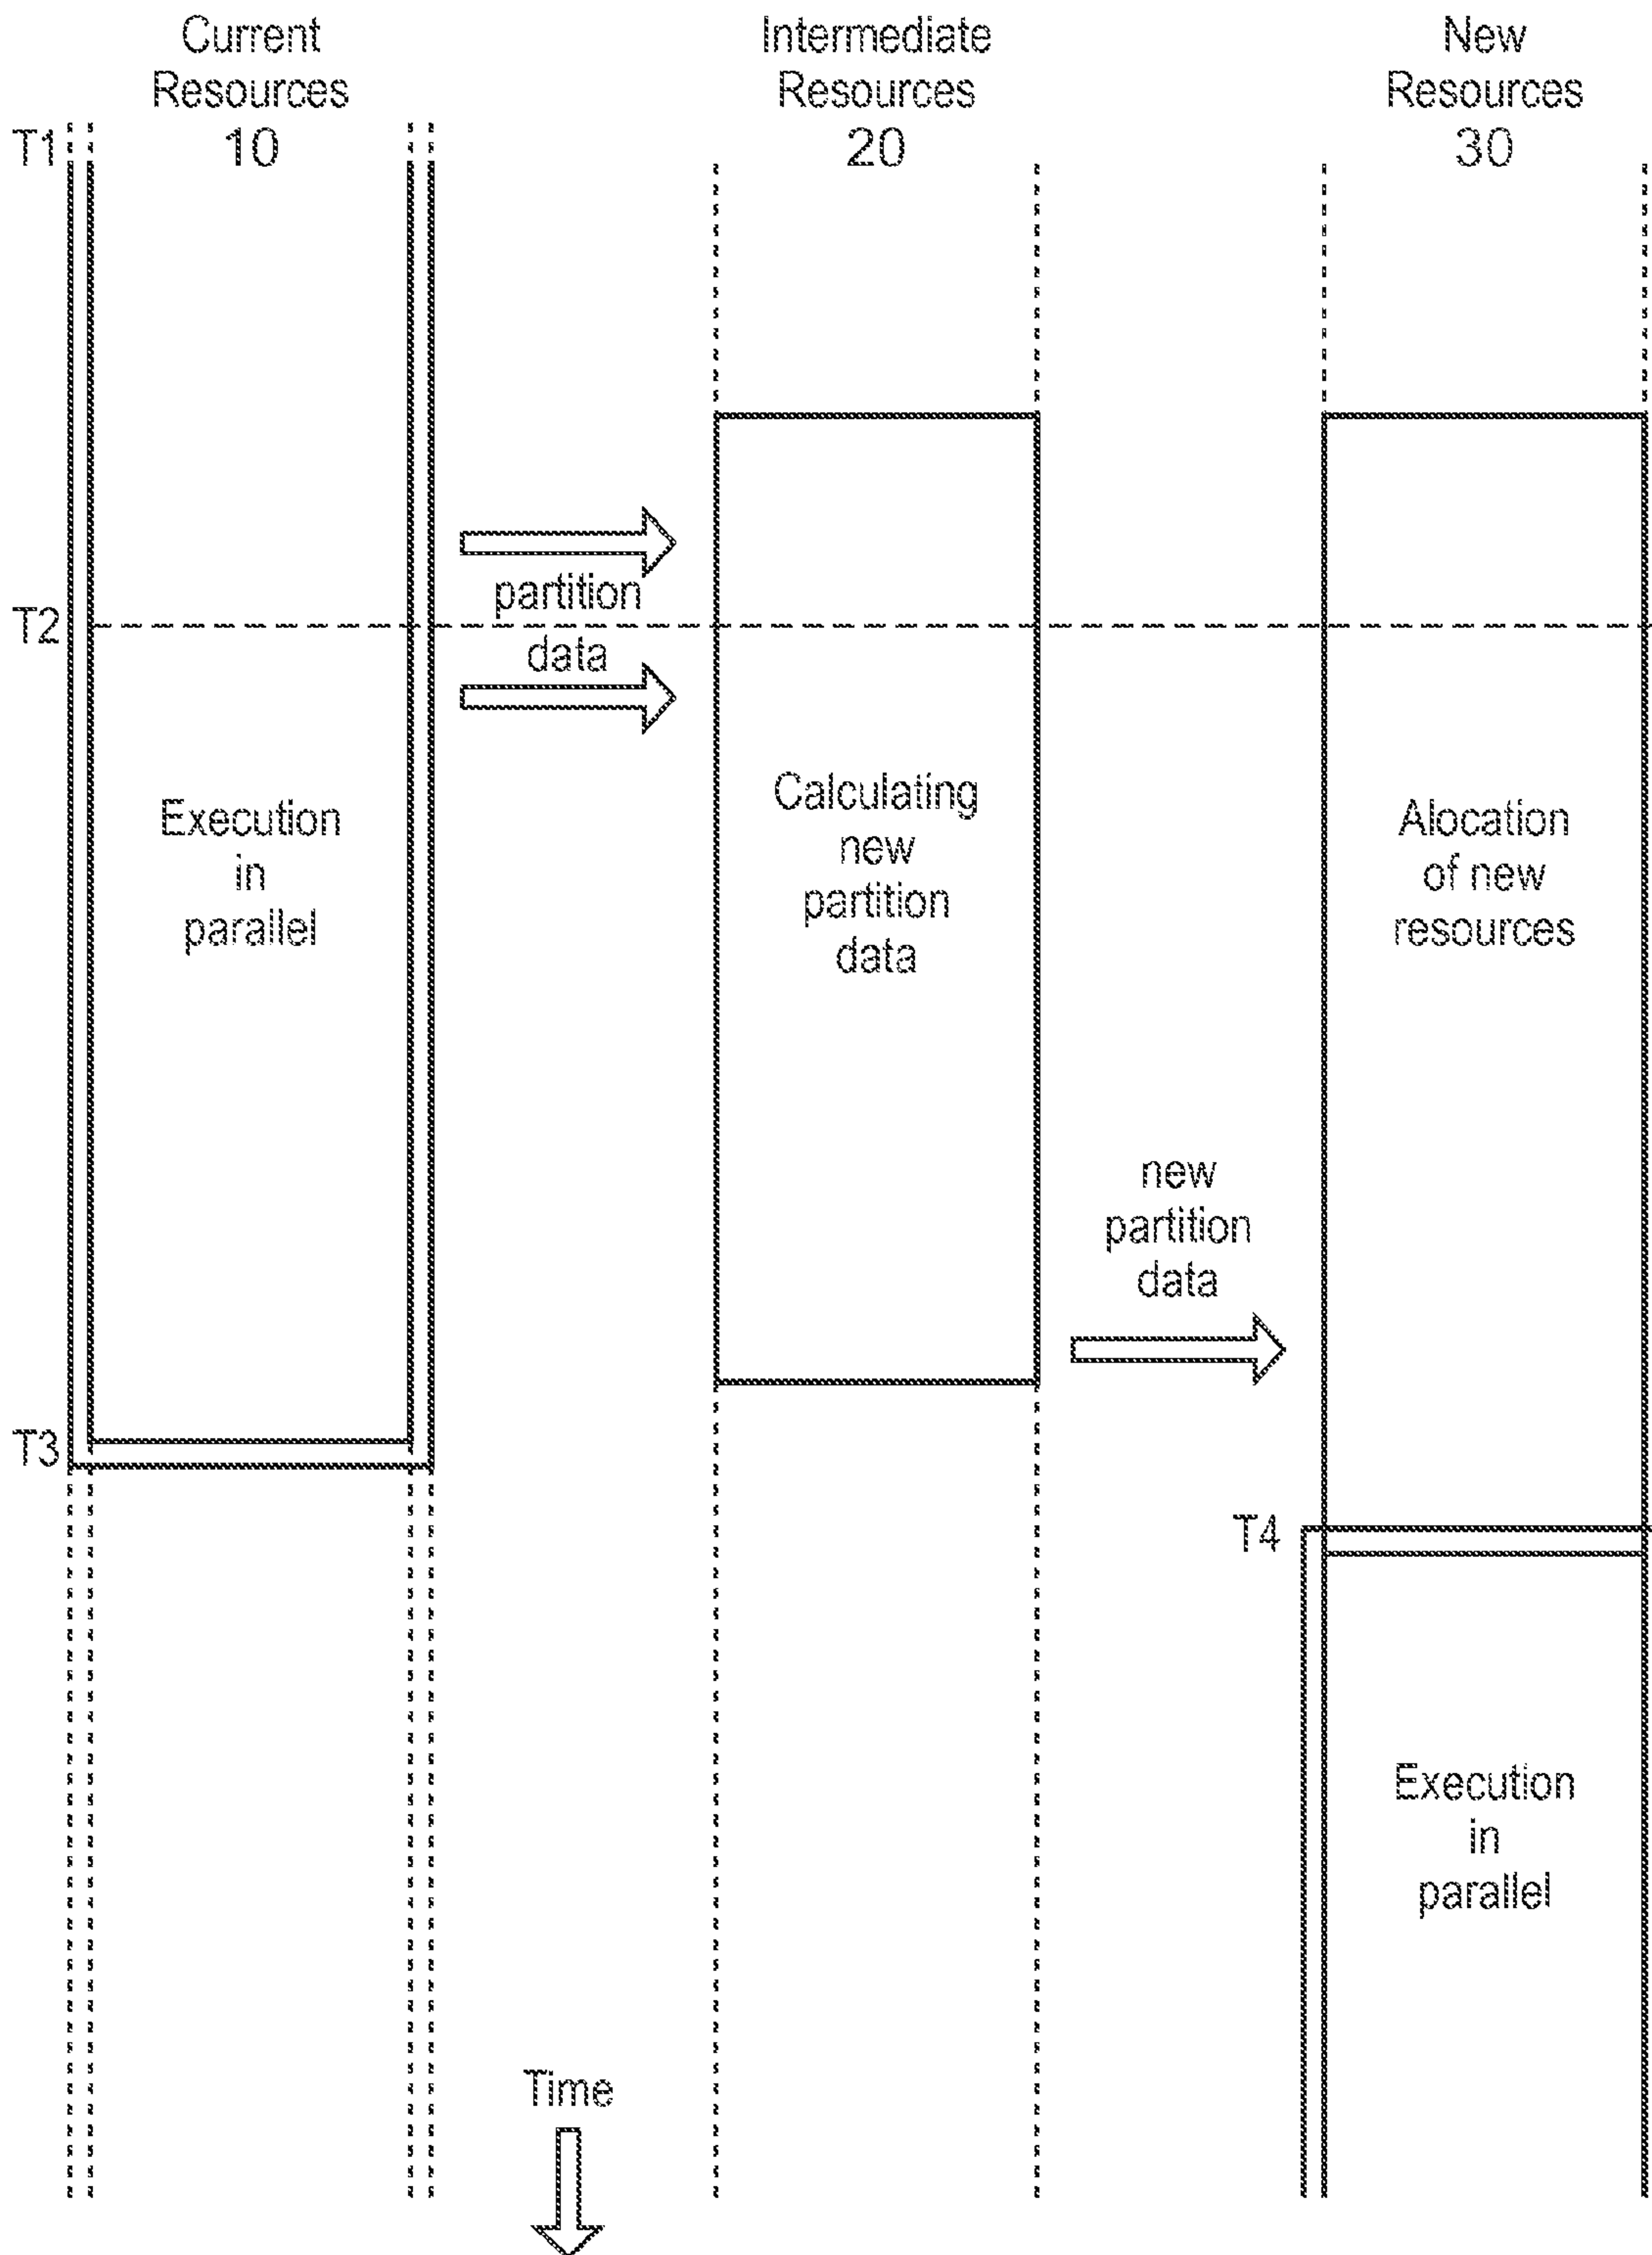 Current
Resources
10
Intermediate
Resources
20
New
Resources
30
T1
partition
T2
data
Execution
in
parallel
Calculating
new
partition
data
Alocation
of new
resources
new
partition
data
T3
T4
Execution
in
parallel
Time